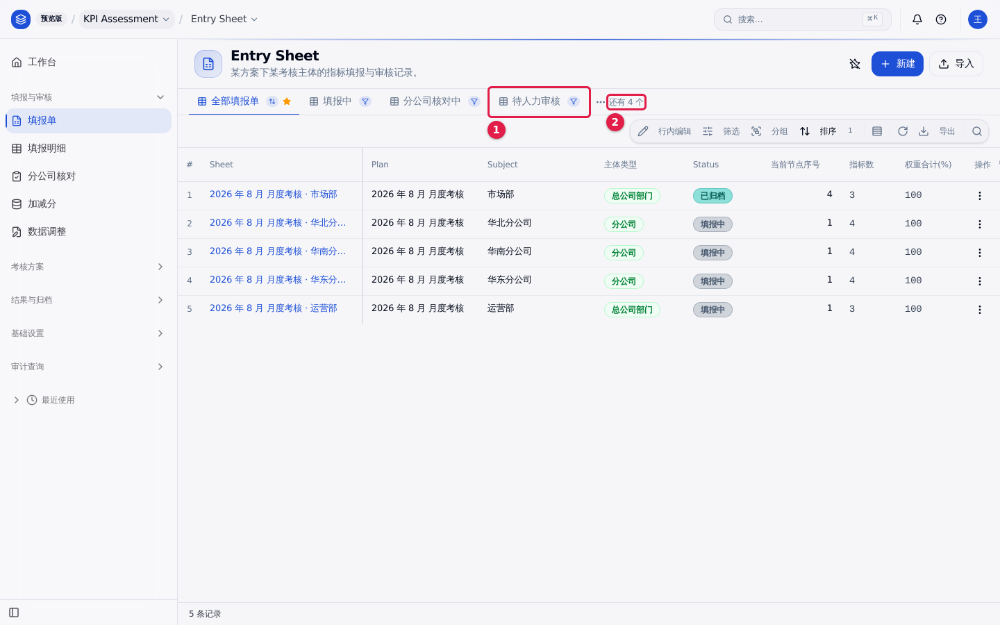 预览版 / KPI Assessment / Entry Sheet
搜索... ⌘K
王
工作台
填报与审核
填报单
填报明细
分公司核对
加减分
数据调整
考核方案
结果与归档
基础设置
审计查询
最近使用
Entry Sheet
某方案下某考核主体的指标填报与审核记录。
新建 导入
全部填报单 填报中 分公司核对中 待人力审核 还有 4 个
1 2
行内编辑 筛选 分组 排序 1 导出
# Sheet Plan Subject 主体类型 Status 当前节点序号 指标数 权重合计(%) 操作
1 2026 年 8 月 月度考核 · 市场部 2026 年 8 月 月度考核 市场部 总公司部门 已归档 4 3 100
2 2026 年 8 月 月度考核 · 华北分... 2026 年 8 月 月度考核 华北分公司 分公司 填报中 1 4 100
3 2026 年 8 月 月度考核 · 华南分... 2026 年 8 月 月度考核 华南分公司 分公司 填报中 1 4 100
4 2026 年 8 月 月度考核 · 华东分... 2026 年 8 月 月度考核 华东分公司 分公司 填报中 1 4 100
5 2026 年 8 月 月度考核 · 运营部 2026 年 8 月 月度考核 运营部 总公司部门 填报中 1 3 100
5 条记录